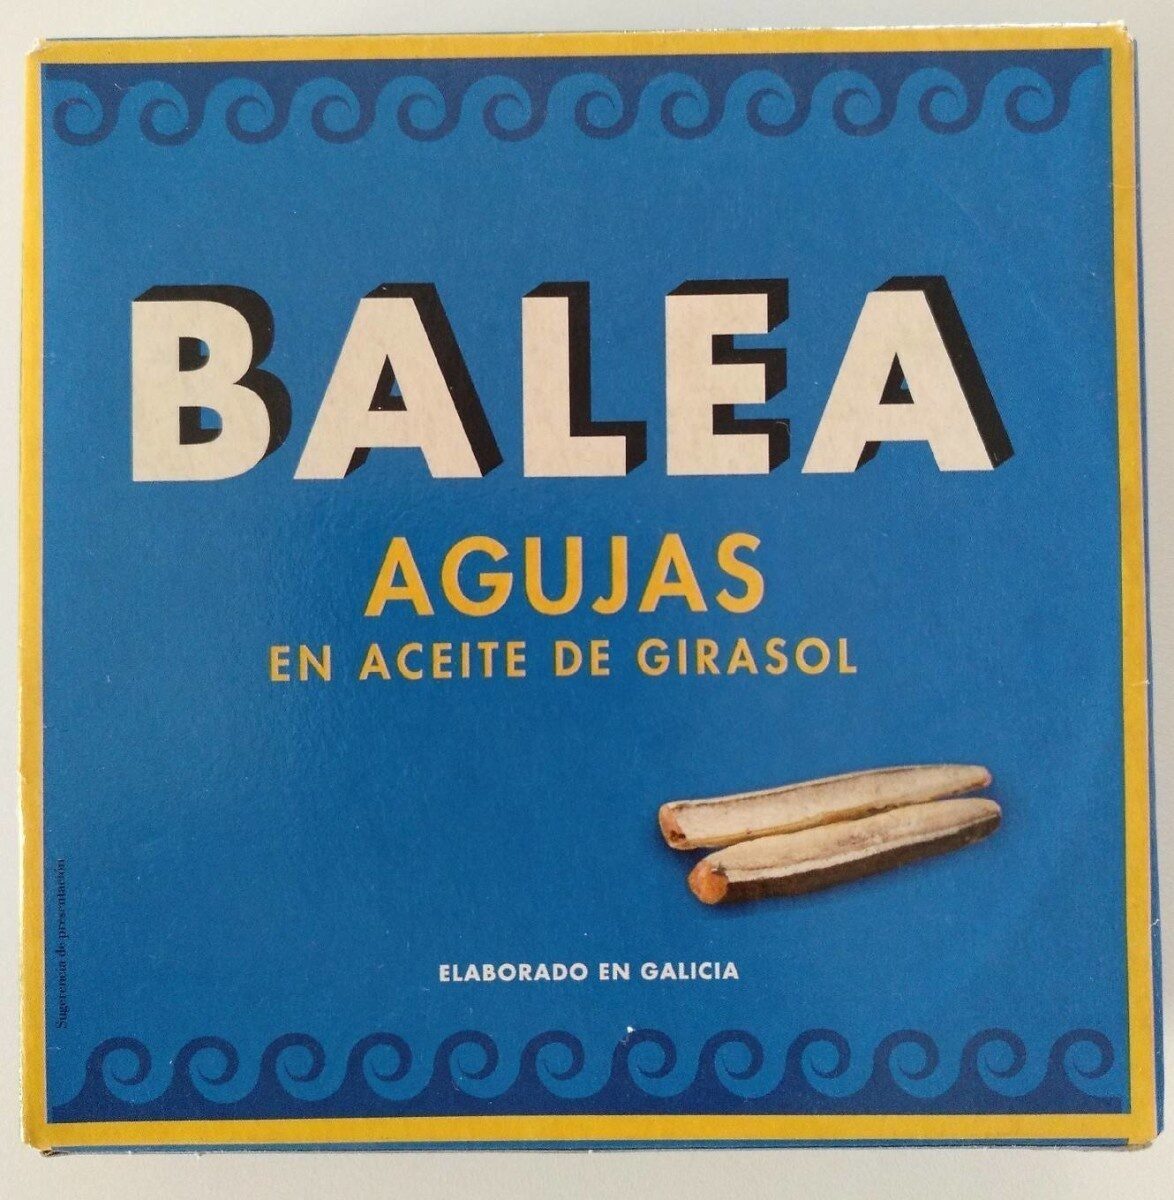 BALEA
AGUJAS
EN ACEITE DE GIRASOL
Sugerencia de presentación
ELABORADO EN GALICIA